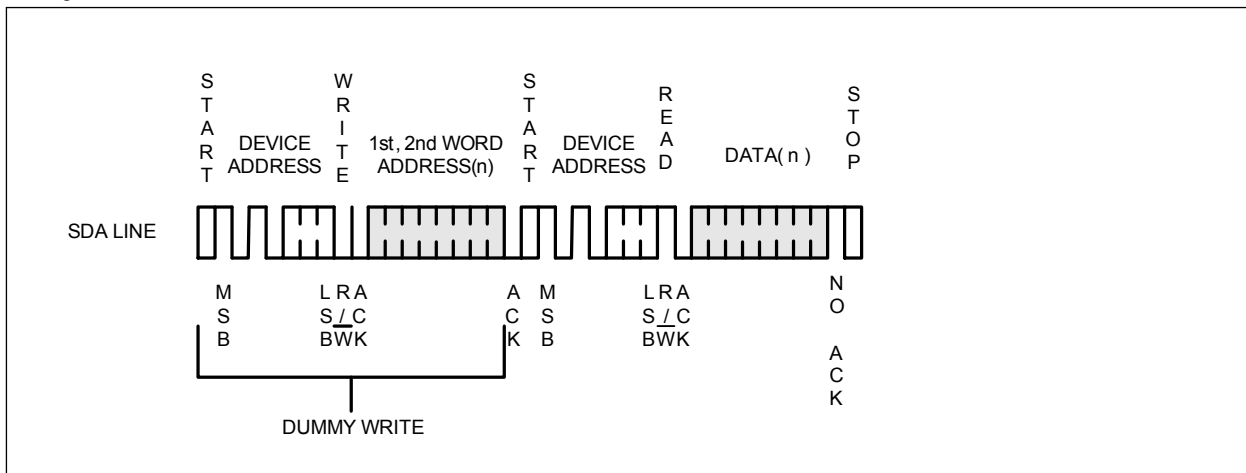 START
WRITE
START
READ
STOP
DEVICE
ADDRESS
1st, 2nd WORD
ADDRESS(n)
DEVICE
ADDRESS
DATA( n )
SDA LINE
MSB
LSB
R/W
ACK
ACK
MSB
LSB
R/W
ACK
NO ACK
DUMMY WRITE